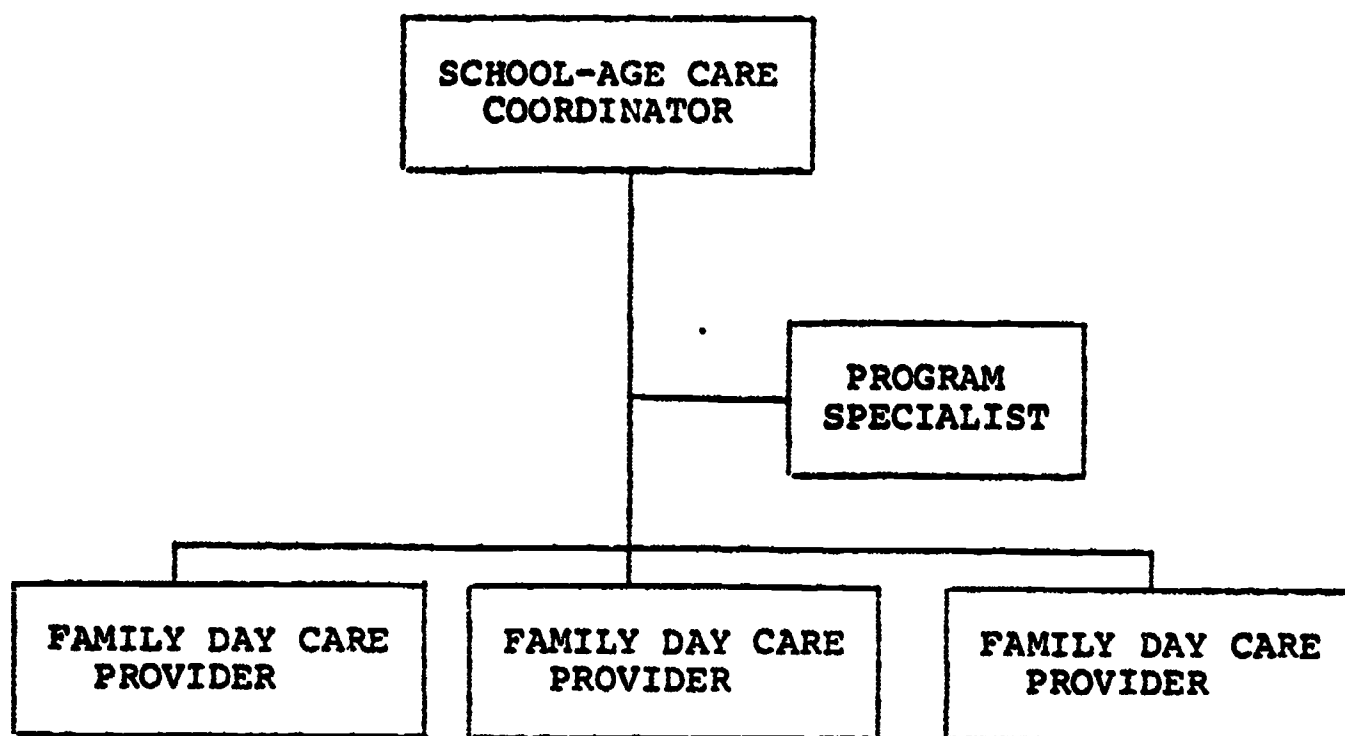 SCHOOL-AGE CARE
COORDINATOR
PROGRAM
SPECIALIST
FAMILY DAY CARE
PROVIDER
FAMILY DAY CARE
PROVIDER
FAMILY DAY CARE
PROVIDER